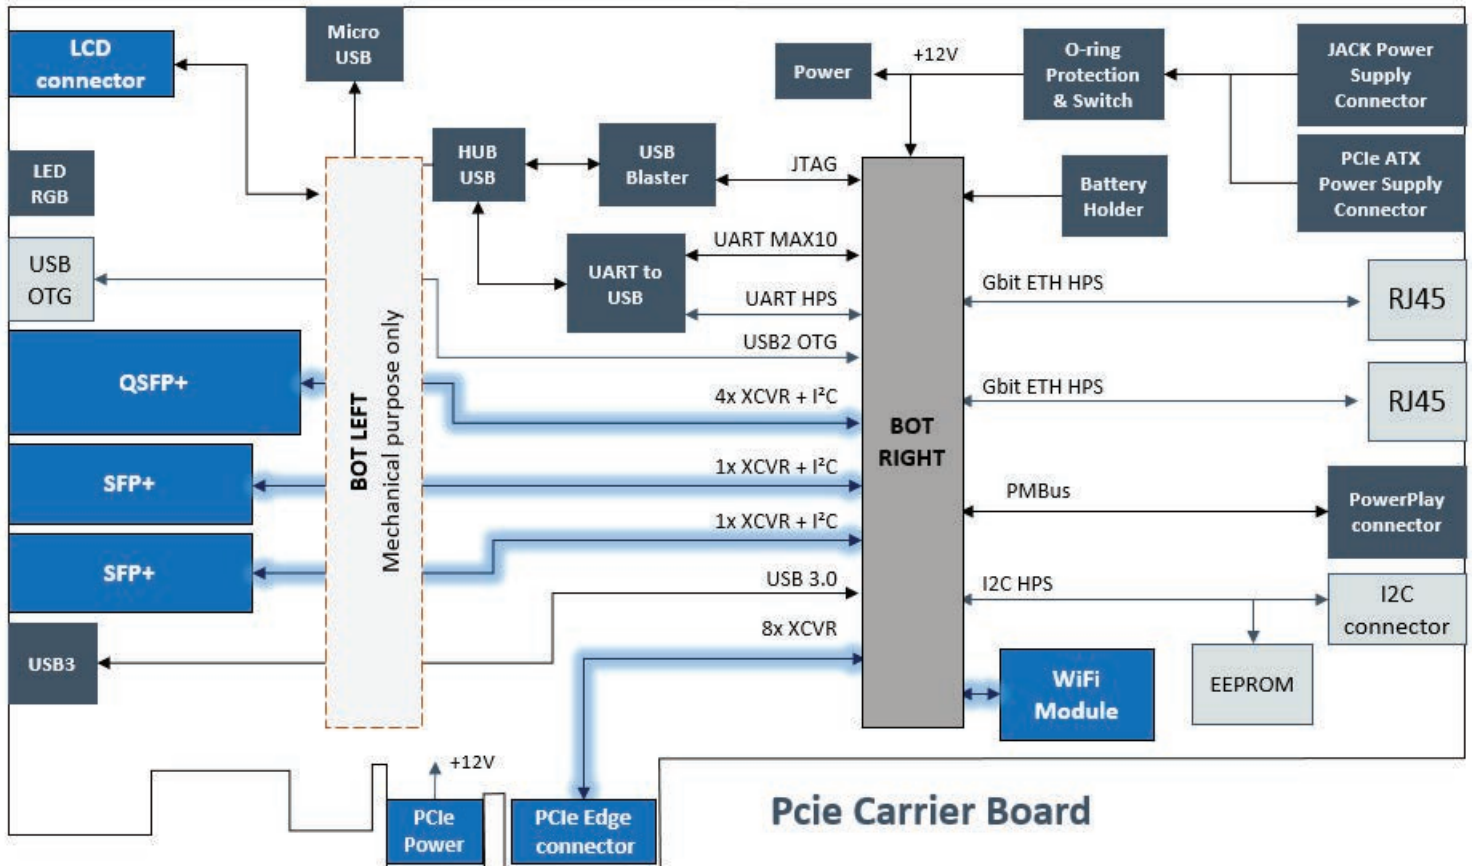 LCD
connector
Micro
USB
Power
+12V
O-ring
Protection
& Switch
JACK Power
Supply
Connector
LED
RGB
HUB
USB
USB
Blaster
JTAG
Battery
Holder
PCIe ATX
Power Supply
Connector
USB
OTG
UART to
USB
UART MAX10
UART HPS
USB2 OTG
Gbit ETH HPS
RJ45
QSFP+
4x XCVR + I²C
Gbit ETH HPS
RJ45
BOT LEFT
Mechanical purpose only
BOT
RIGHT
SFP+
1x XCVR + I²C
PMBus
PowerPlay
connector
SFP+
1x XCVR + I²C
USB 3.0
I2C HPS
I2C
connector
USB3
8x XCVR
WiFi
Module
EEPROM
+12V
PCIe
Power
PCIe Edge
connector
Pcie Carrier Board